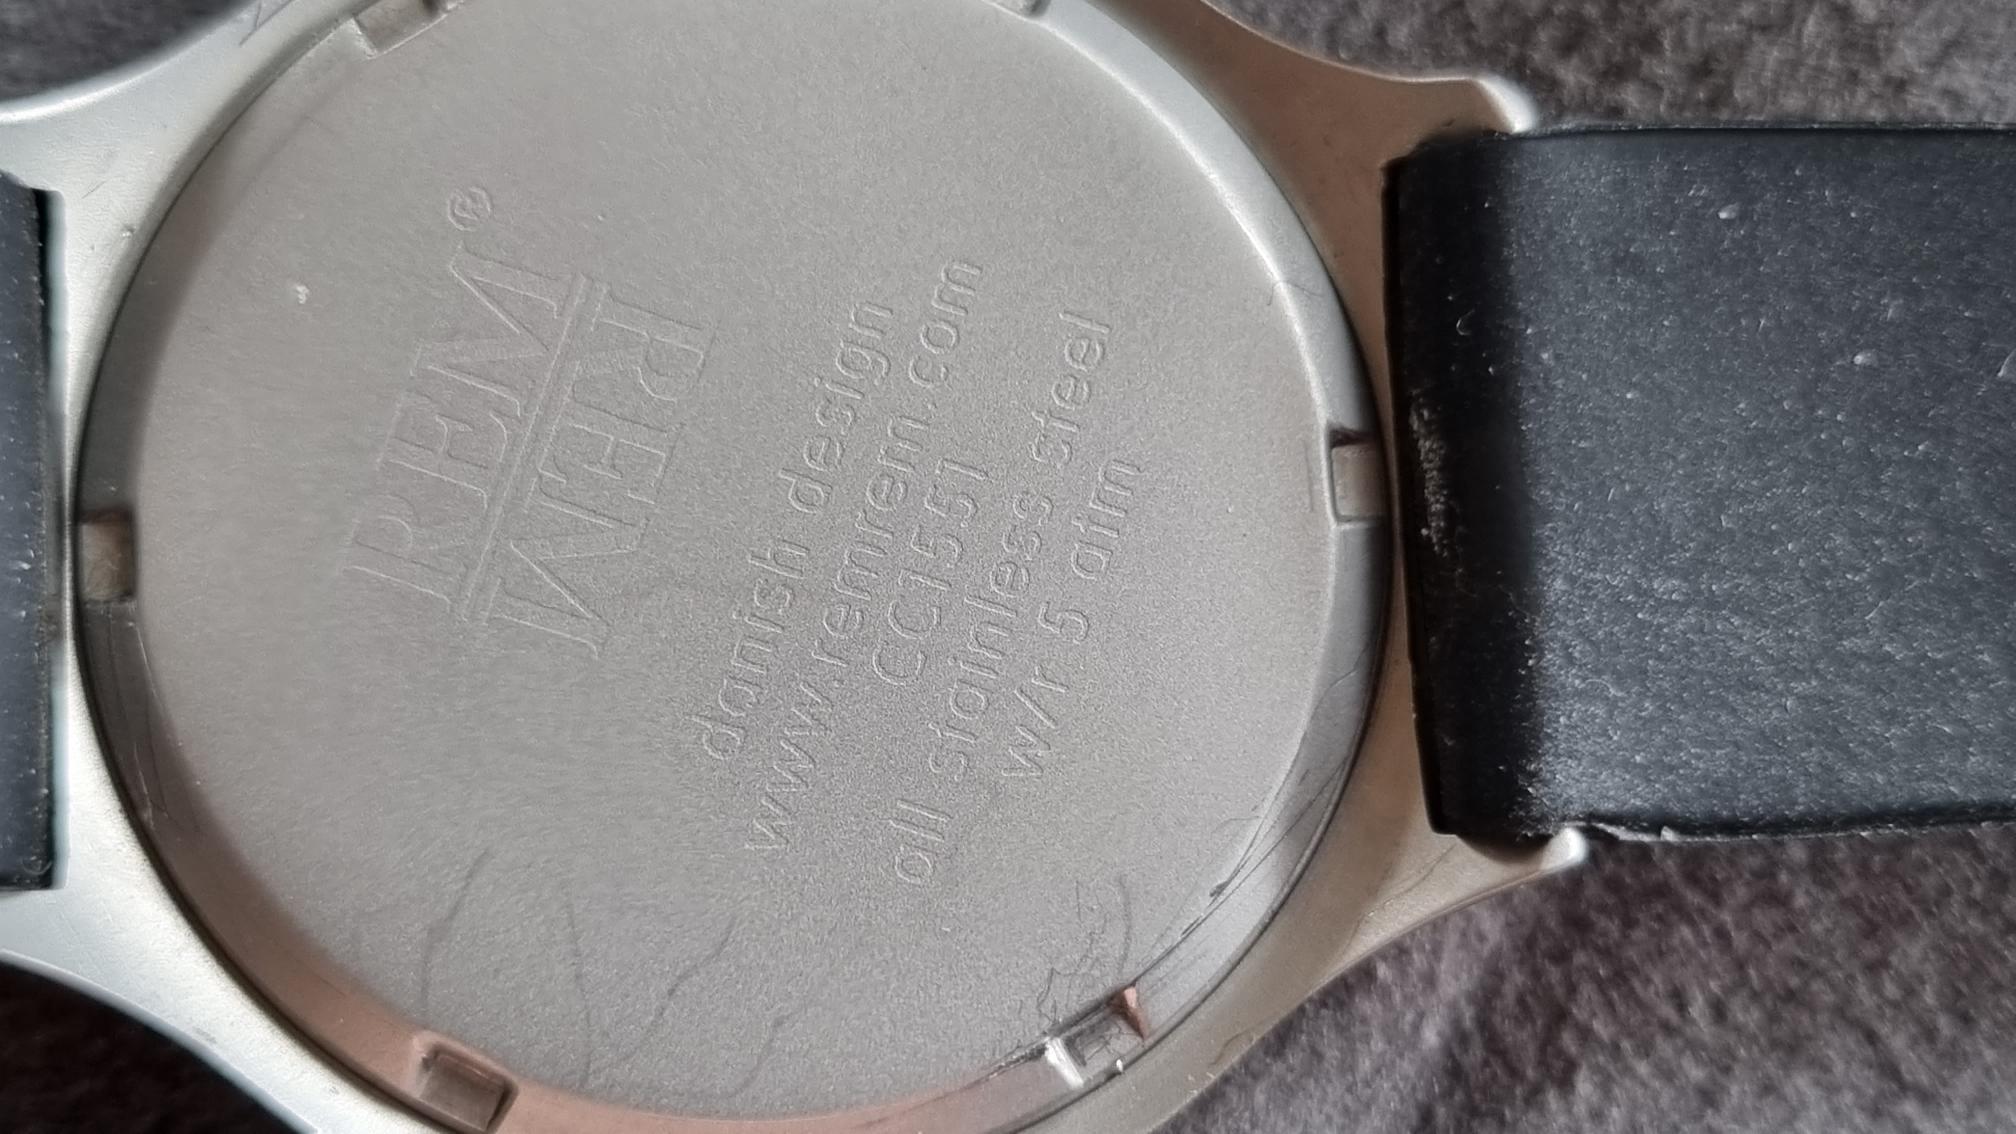 REM®
REM
danish design
www.remrem.com
CC1551
all stainless steel
w/r 5 atm